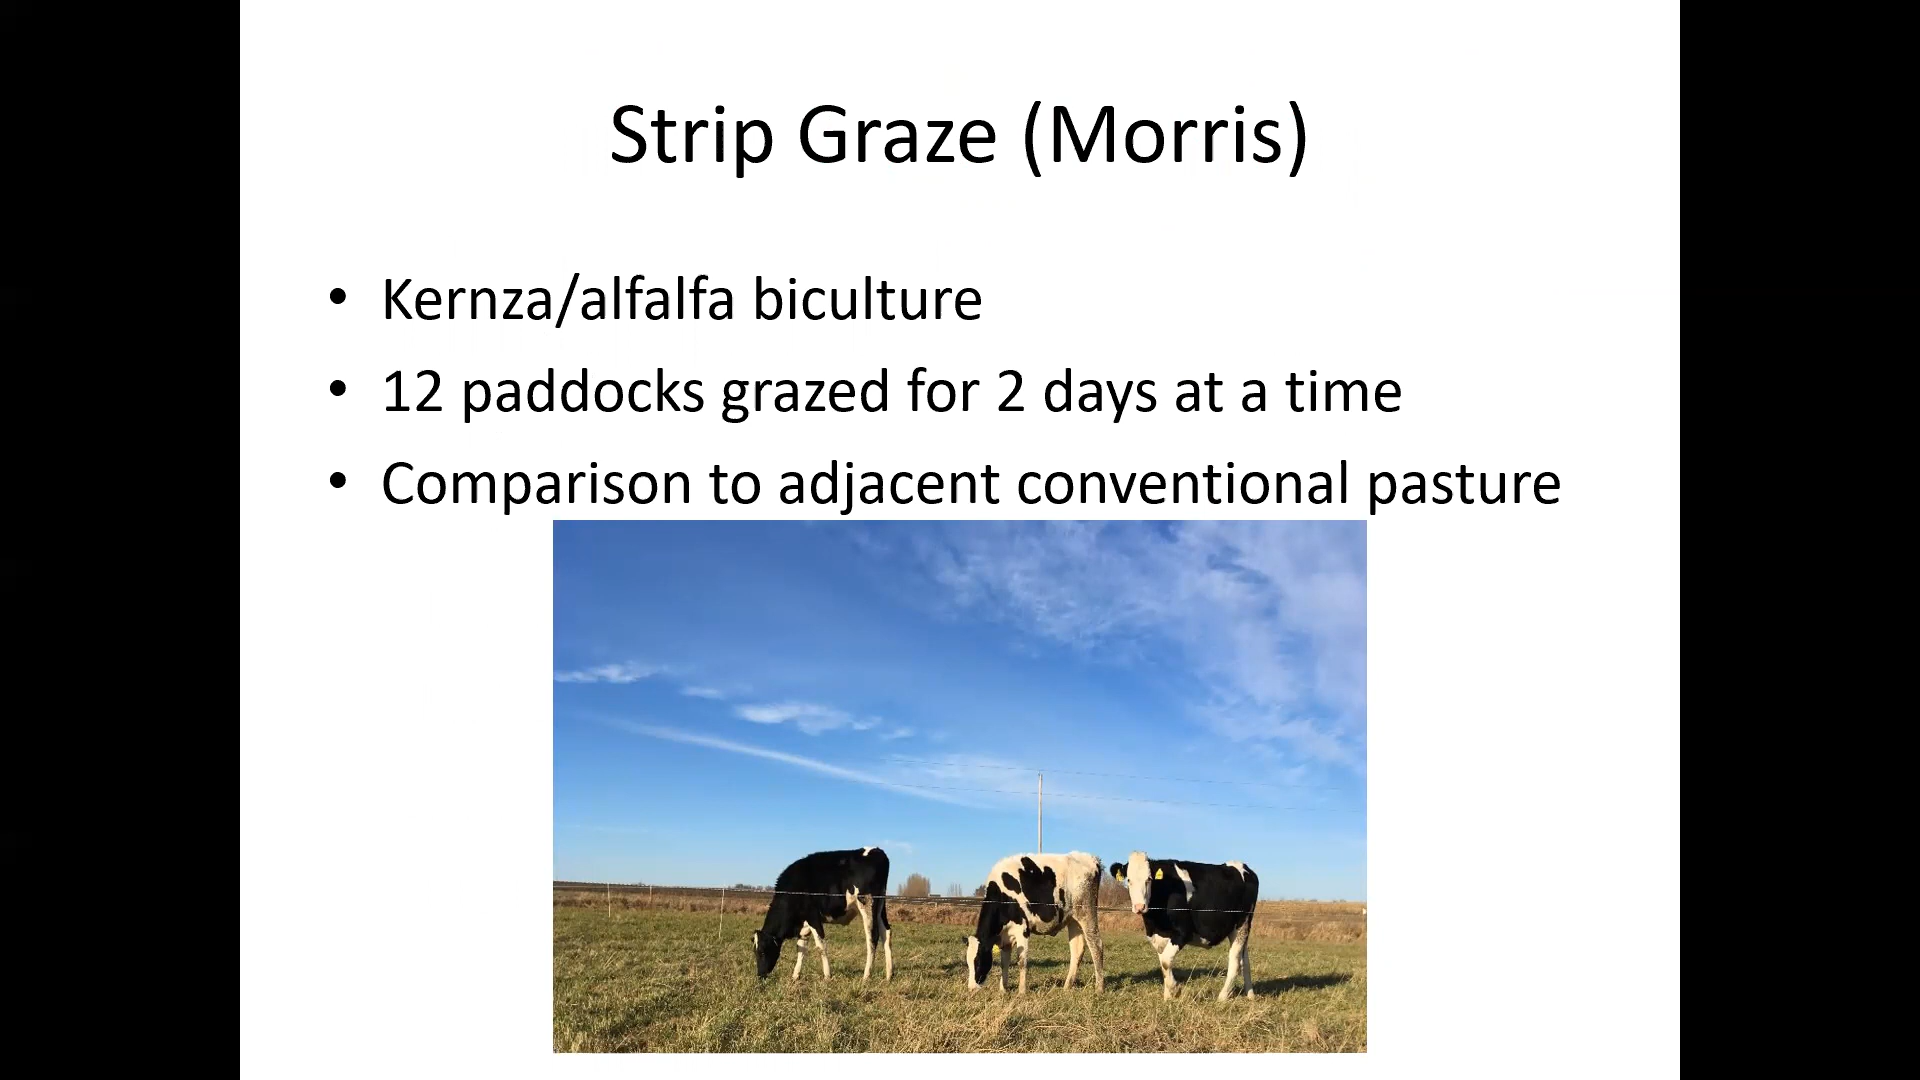 Strip Graze (Morris)
• Kernza/alfalfa biculture
• 12 paddocks grazed for 2 days at a time
• Comparison to adjacent conventional pasture